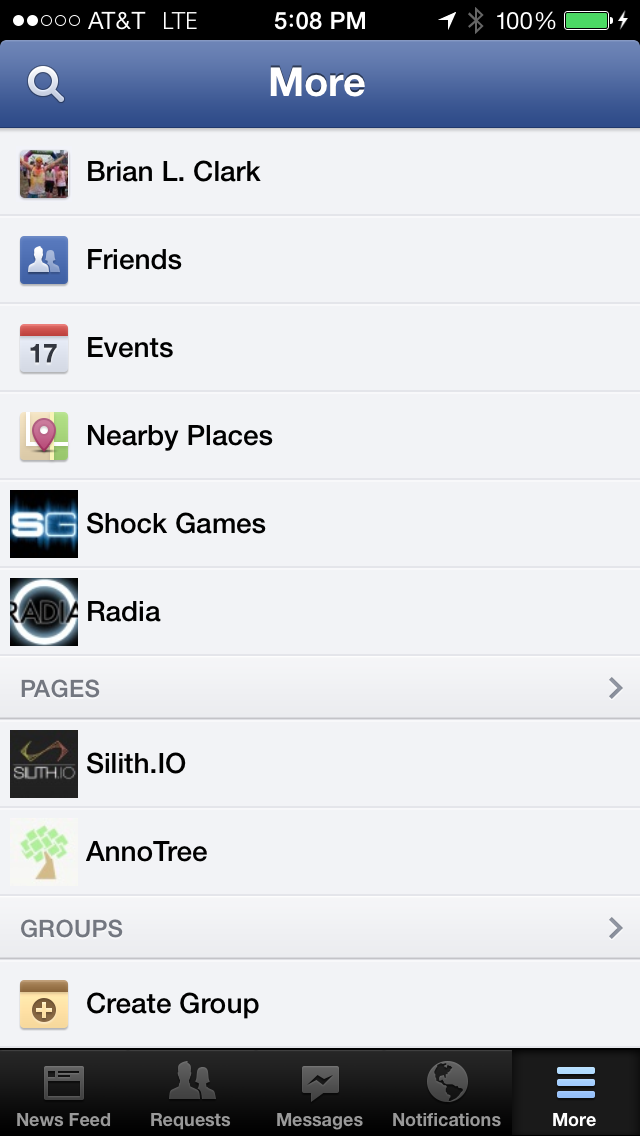 AT&T LTE 5:08 PM 100%
More
Brian L. Clark
Friends
17
Events
Nearby Places
SG
Shock Games
RADIA
Radia
PAGES
SILITH.IO
Silith.IO
AnnoTree
GROUPS
Create Group
News Feed Requests Messages Notifications More